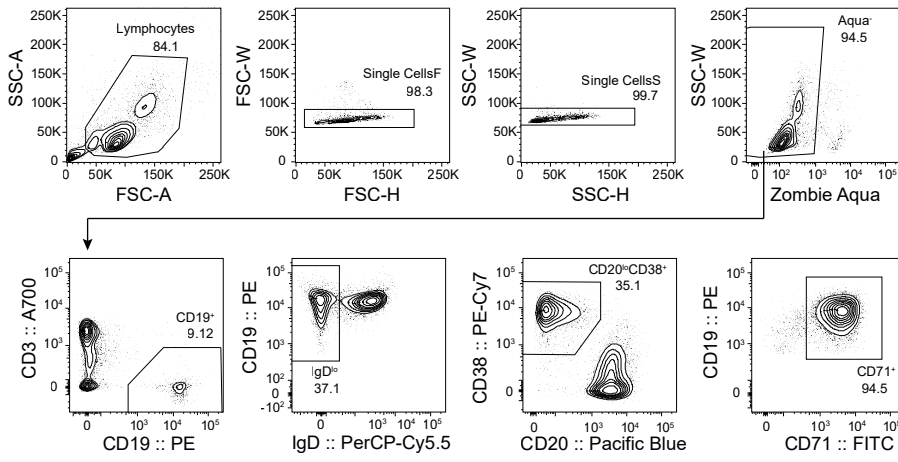 SSC-A
250K
200K
150K
100K
50K
0
Lymphocytes
84.1
0
50K
100K
150K
200K
250K
FSC-A
FSC-W
250K
200K
150K
100K
50K
0
Single CellsF
98.3
0
50K
100K
150K
200K
250K
FSC-H
SSC-W
250K
200K
150K
100K
50K
0
Single CellsS
99.7
0
50K
100K
150K
200K
250K
SSC-H
SSC-A
250K
200K
150K
100K
50K
0
Aqua⁻
94.5
0
10²
10³
10⁴
10⁵
Zombie Aqua
CD3 :: A700
10⁵
10⁴
10³
0
CD19⁺
9.12
0
10³
10⁴
10⁵
CD19 :: PE
CD19 :: PE
10⁵
10⁴
10³
0
-10²
IgDˡᵒ
37.1
0
10³
10⁴
10⁵
IgD :: PerCP-Cy5.5
CD38 :: PE-Cy7
10⁵
10⁴
10³
0
CD20ˡᵒCD38⁺
35.1
0
10³
10⁴
10⁵
CD20 :: Pacific Blue
CD19 :: PE
10⁵
10⁴
10³
0
CD71⁺
94.5
0
10³
10⁴
10⁵
CD71 :: FITC